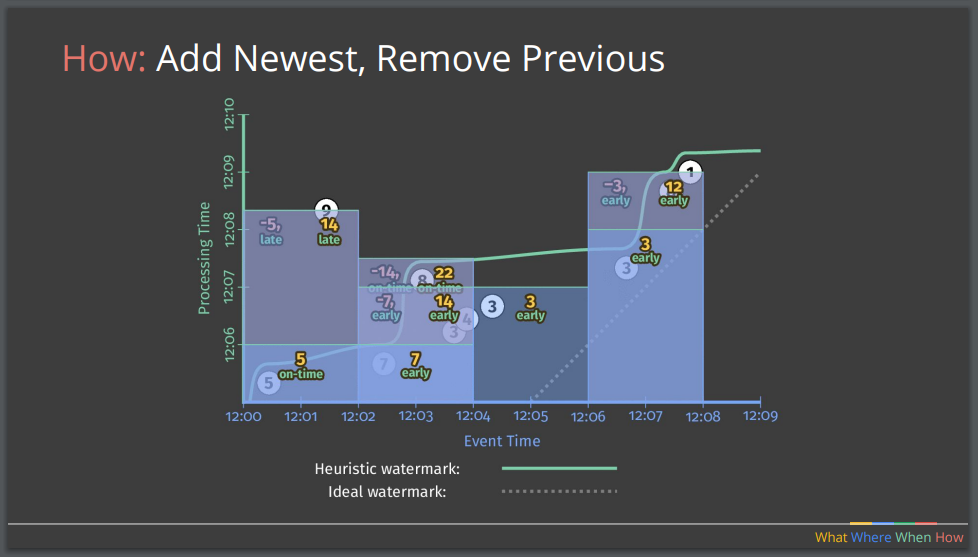 How: Add Newest, Remove Previous
12:10
12:09
12:08
12:07
12:06
Processing Time
9
-5, 14
late late
5
5 on-time
-14, 8 22
on-time on-time
-7, 14
early early
4
3
7
7 early
3 3
early
-3, 12
early early
1
3
3 early
12:00 12:01 12:02 12:03 12:04 12:05 12:06 12:07 12:08 12:09
Event Time
Heuristic watermark:
Ideal watermark:
What Where When How